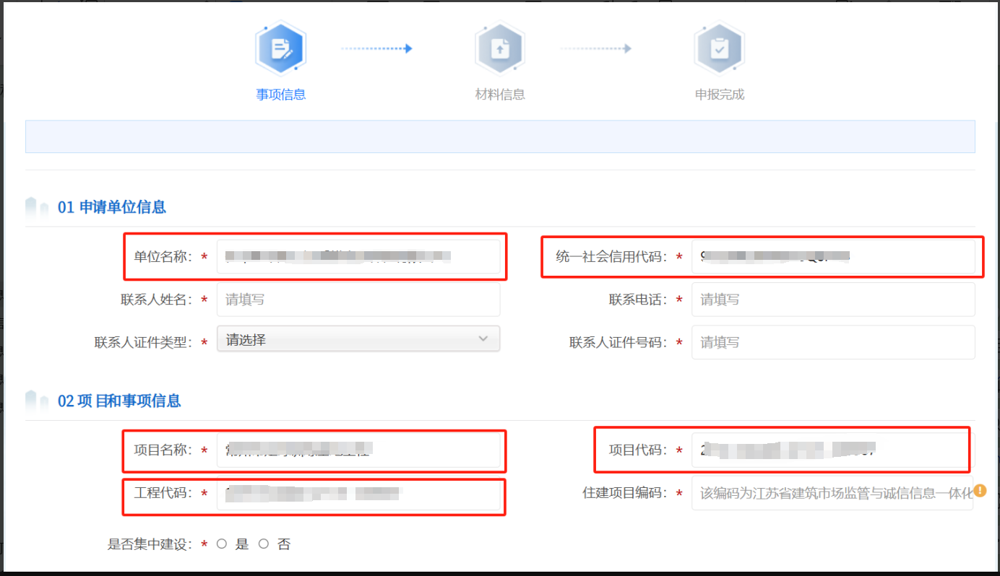 事项信息
材料信息
申报完成
01 申请单位信息
单位名称： *
统一社会信用代码： * 9
联系人姓名： * 请填写
联系电话： * 请填写
联系人证件类型： * 请选择
联系人证件号码： * 请填写
02 项目和事项信息
项目名称： *
项目代码： * 2
工程代码： *
住建项目编码： * 该编码为江苏省建筑市场监管与诚信信息一体化
是否集中建设： * 是 否